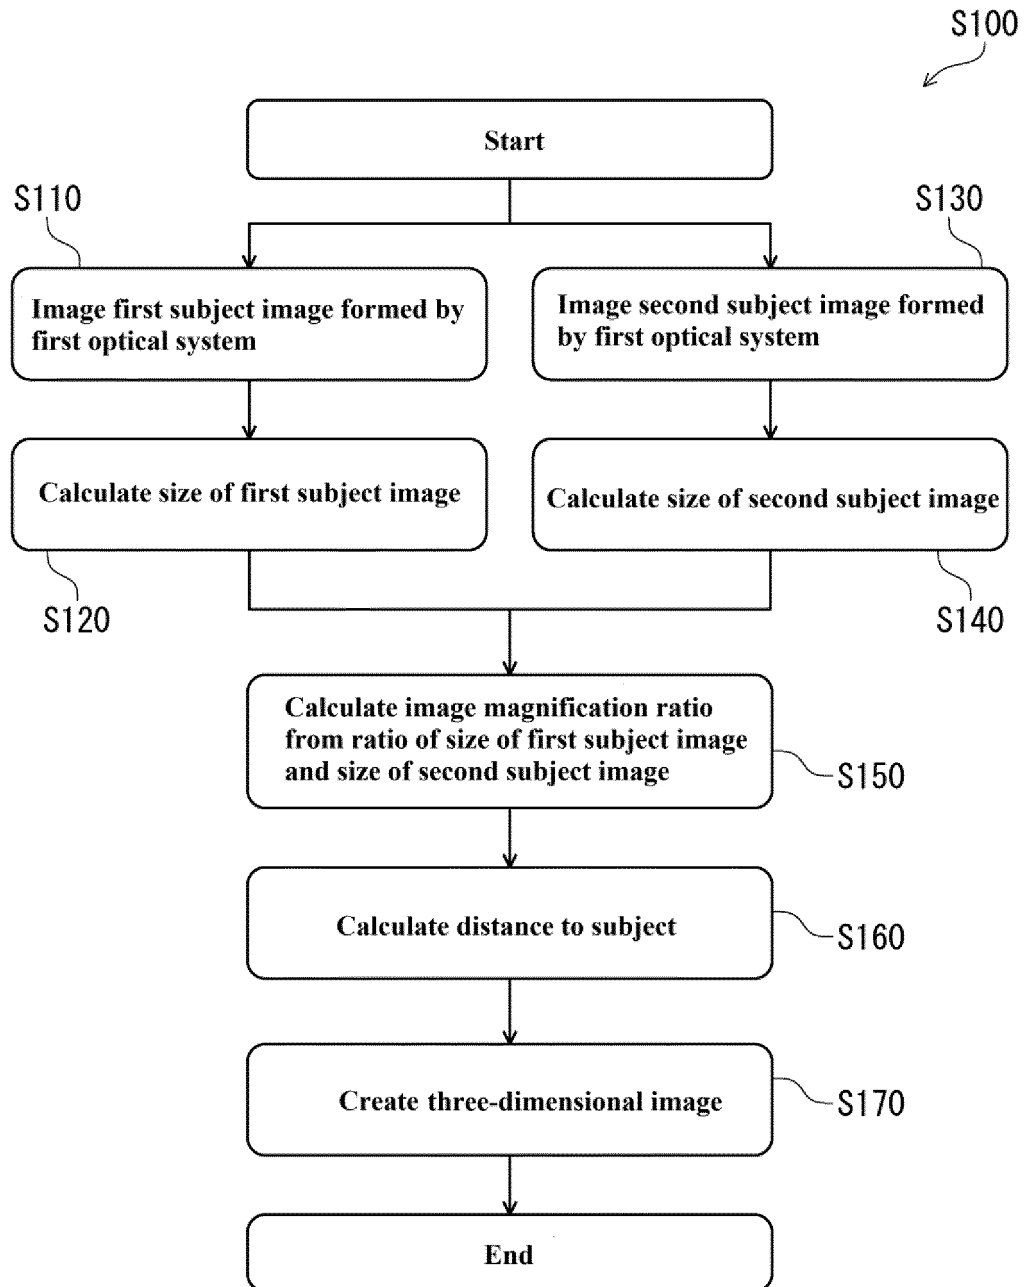 S100
Start
S110
S130
Image first subject image formed by
first optical system
Image second subject image formed
by first optical system
Calculate size of first subject image
Calculate size of second subject image
S120
S140
Calculate image magnification ratio
from ratio of size of first subject image
and size of second subject image
S150
Calculate distance to subject
S160
Create three-dimensional image
S170
End